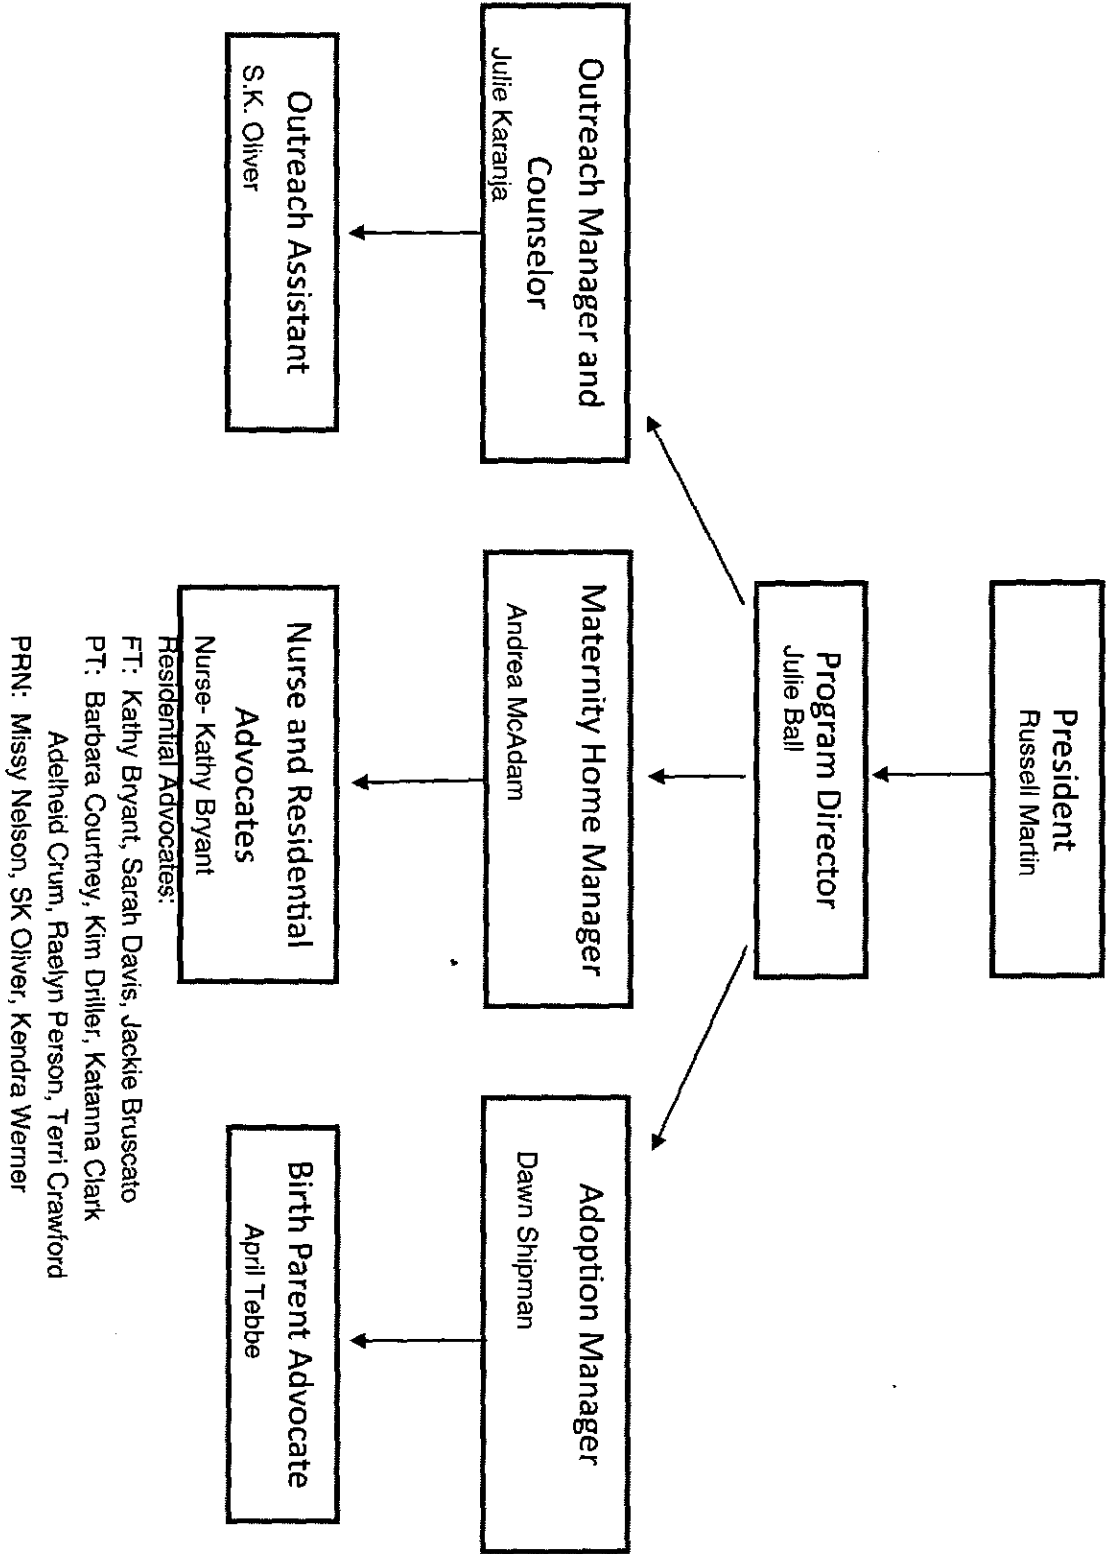 President
Russell Martin
Program Director
Julie Ball
Outreach Manager and
Counselor
Julie Karanja
Maternity Home Manager
Andrea McAdam
Adoption Manager
Dawn Shipman
Outreach Assistant
S.K. Oliver
Nurse and Residential
Advocates
Nurse- Kathy Bryant
Residential Advocates:
FT: Kathy Bryant, Sarah Davis, Jackie Bruscato
PT: Barbara Courtney, Kim Driller, Katanna Clark
Adelheid Crum, Raelyn Person, Terri Crawford
PRN: Missy Nelson, SK Oliver, Kendra Werner
Birth Parent Advocate
April Tebbe